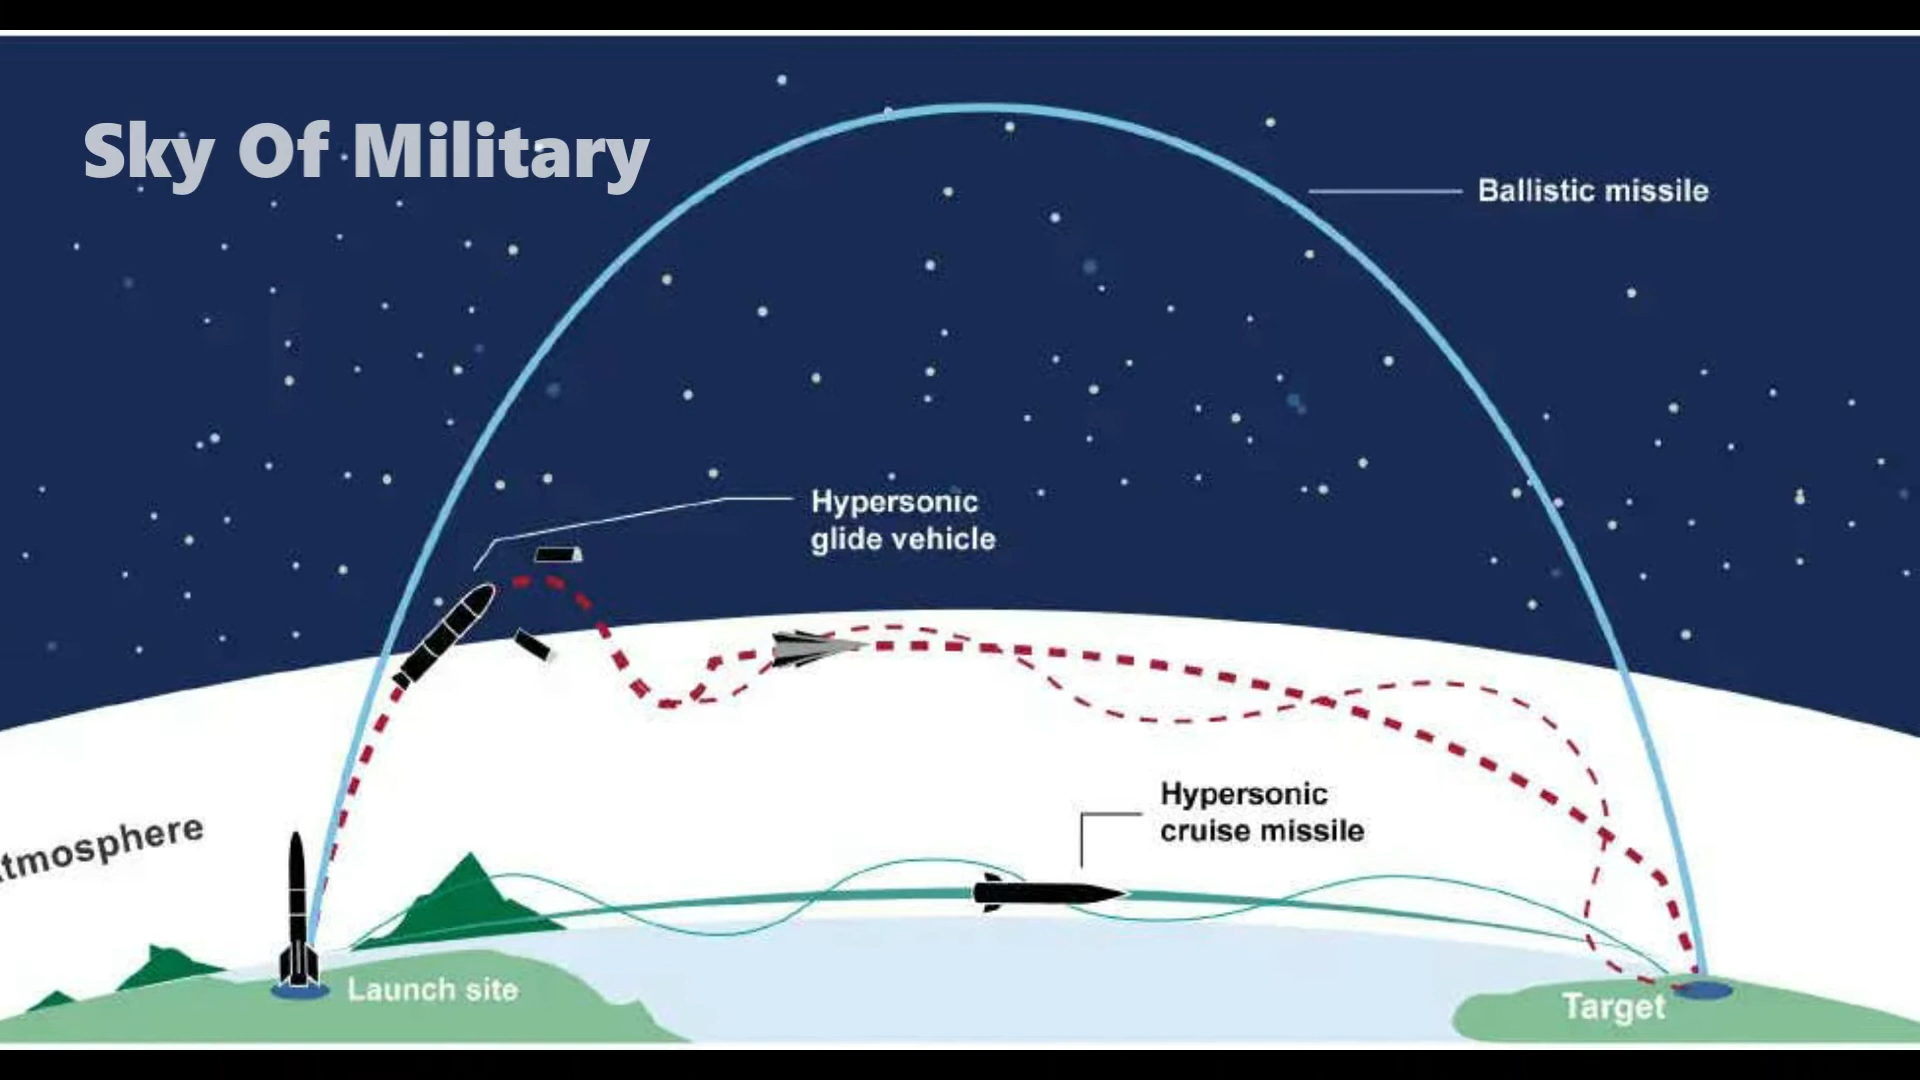 Sky Of Military
Ballistic missile
Hypersonic
glide vehicle
Hypersonic
cruise missile
tmosphere
Launch site
Target